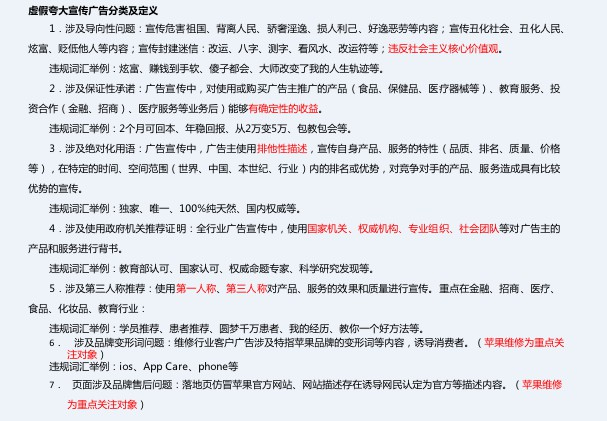 虚假夸大宣传广告分类及定义
1．涉及导向性问题：宣传危害祖国、背离人民、骄奢淫逸、损人利己、好逸恶劳等内容；宣传丑化社会、丑化人民、
炫富、贬低他人等内容；宣传封建迷信：改运、八字、测字、看风水、改运符等；违反社会主义核心价值观。
违规词汇举例：炫富、赚钱到手软、傻子都会、大师改变了我的人生轨迹等。
2．涉及保证性承诺：广告宣传中，对使用或购买广告主推广的产品（食品、保健品、医疗器械等）、教育服务、投
资合作（金融、招商）、医疗服务等业务后）能够有确定性的收益。
违规词汇举例：2个月可回本、年稳回报、从2万变5万、包教包会等。
3．涉及绝对化用语：广告宣传中，广告主使用排他性描述，宣传自身产品、服务的特性（品质、排名、质量、价格
等），在特定的时间、空间范围（世界、中国、本世纪、行业）内的排名或优势，对竞争对手的产品、服务造成具有比较
优势的宣传。
违规词汇举例：独家、唯一、100%纯天然、国内权威等。
4．涉及使用政府机关推荐证明：全行业广告宣传中，使用国家机关、权威机构、专业组织、社会团队等对广告主的
产品和服务进行背书。
违规词汇举例：教育部认可、国家认可、权威命题专家、科学研究发现等。
5．涉及第三人称推荐：使用第一人称、第三人称对产品、服务的效果和质量进行宣传。重点在金融、招商、医疗、
食品、化妆品、教育行业：
违规词汇举例：学员推荐、患者推荐、圆梦千万患者、我的经历、教你一个好方法等。
6． 涉及品牌变形词问题：维修行业客户广告涉及特指苹果品牌的变形词等内容，诱导消费者。（苹果维修为重点关
注对象）
违规词汇举例：ios、App Care、phone等
7． 页面涉及品牌售后问题：落地页仿冒苹果官方网站、网站描述存在诱导网民认定为官方等描述内容。（苹果维修
为重点关注对象）